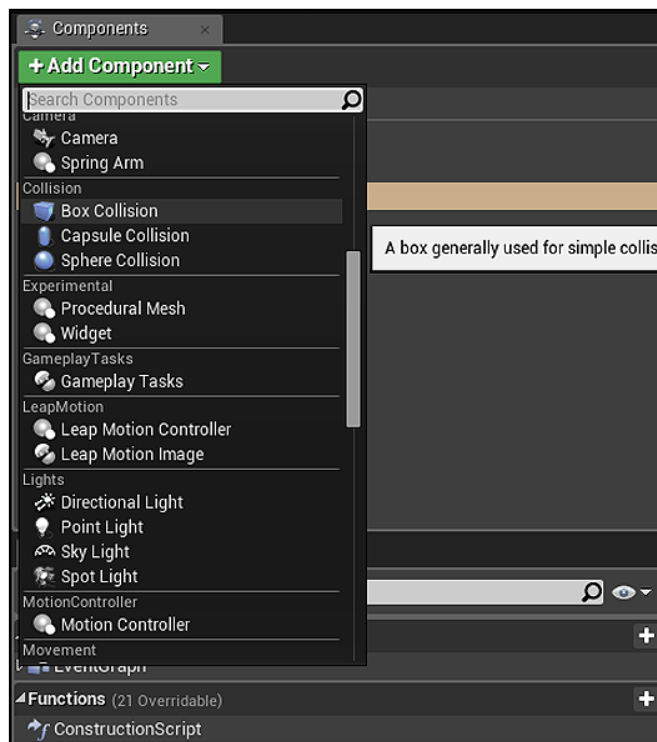 Components
Add Component
Search Components
Camera
Camera
Spring Arm
Collision
Box Collision
Capsule Collision
A box generally used for simple collis
Sphere Collision
Experimental
Procedural Mesh
Widget
GameplayTasks
Gameplay Tasks
LeapMotion
Leap Motion Controller
Leap Motion Image
Lights
Directional Light
Point Light
Sky Light
Spot Light
MotionController
Motion Controller
Movement
EventGraph
Functions (21 Overridable)
ConstructionScript